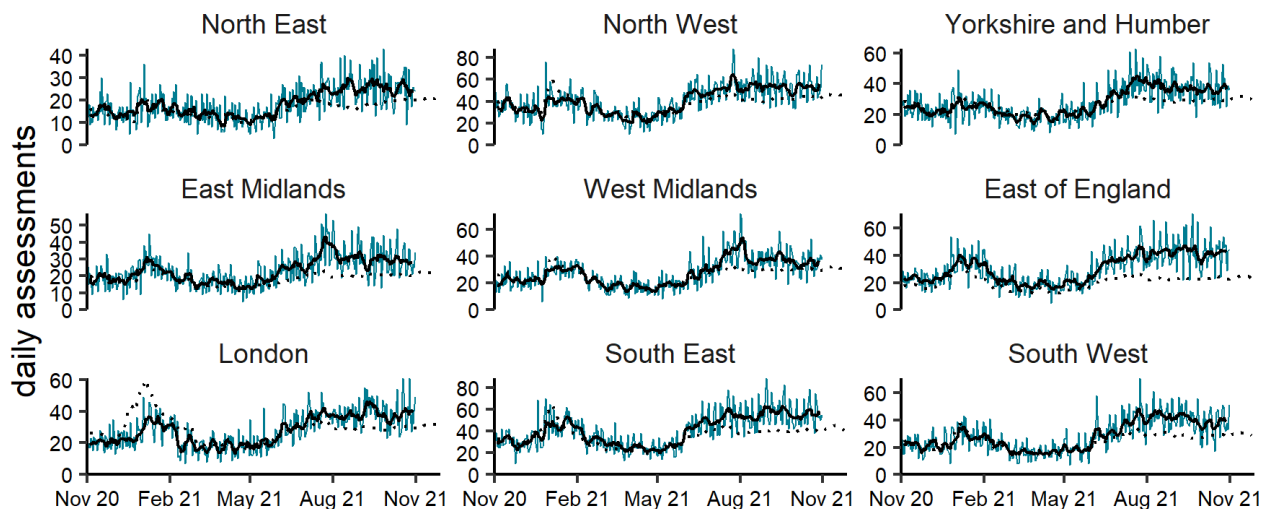 North East North West Yorkshire and Humber
40 80 60
30 60 40
20 40 20
10 20 0
0 0
East Midlands West Midlands East of England
50 60 60
40 40 40
30 20 20
20 0 0
10
0
London South East South West
60 80 60
40 60 40
20 40 20
0 20 0
0
Nov 20 Feb 21 May 21 Aug 21 Nov 21 Nov 20 Feb 21 May 21 Aug 21 Nov 21 Nov 20 Feb 21 May 21 Aug 21 Nov 21
daily assessments